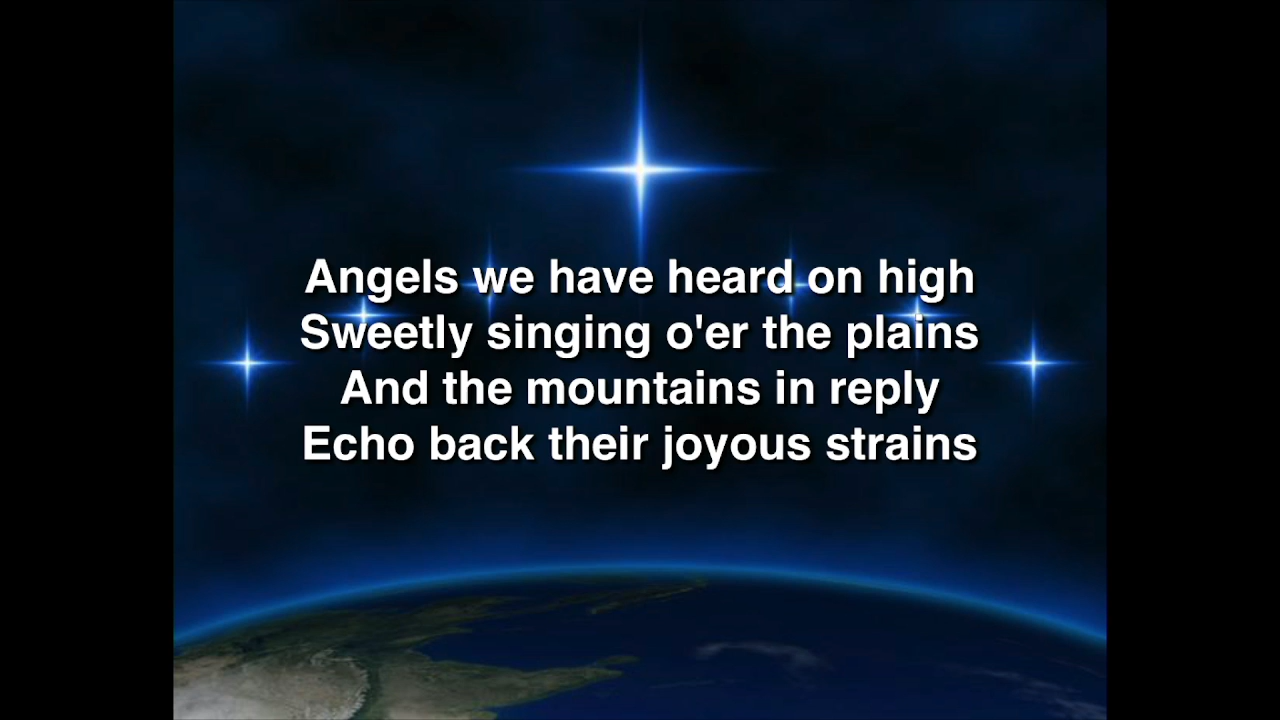 Angels we have heard on high
Sweetly singing o'er the plains
And the mountains in reply
Echo back their joyous strains